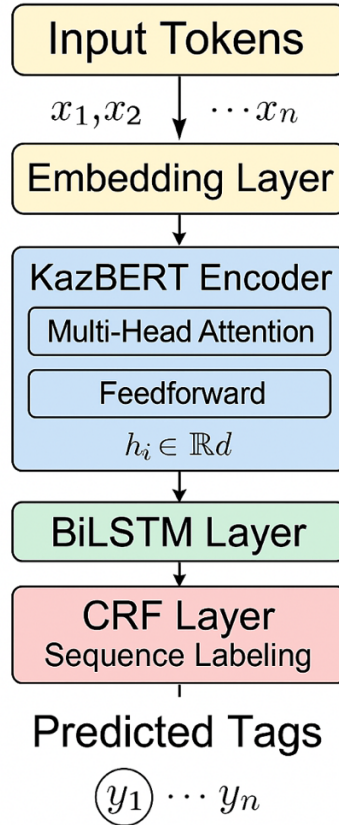 Input Tokens
x₁,x₂ ⋯xₙ
Embedding Layer
KazBERT Encoder
Multi-Head Attention
Feedforward
hᵢ ∈ ℝd
BiLSTM Layer
CRF Layer
Sequence Labeling
Predicted Tags
y₁ ⋯ yₙ